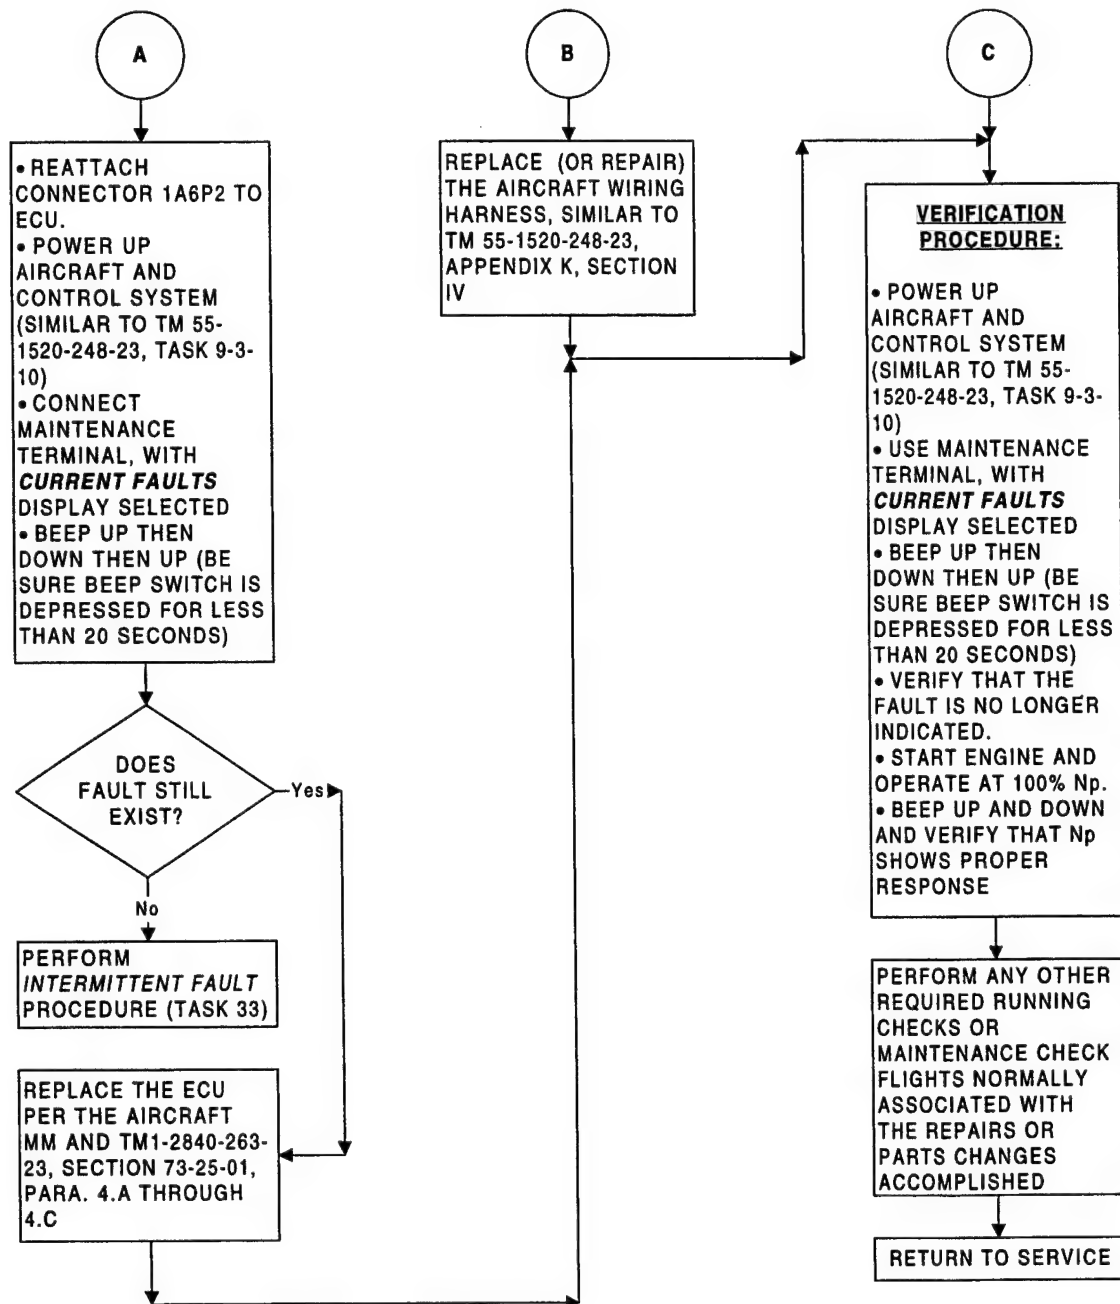 A
• REATTACH
CONNECTOR 1A6P2 TO
ECU.
• POWER UP
AIRCRAFT AND
CONTROL SYSTEM
(SIMILAR TO TM 55-
1520-248-23, TASK 9-3-
10)
• CONNECT
MAINTENANCE
TERMINAL, WITH
CURRENT FAULTS
DISPLAY SELECTED
• BEEP UP THEN
DOWN THEN UP (BE
SURE BEEP SWITCH IS
DEPRESSED FOR LESS
THAN 20 SECONDS)
DOES
FAULT STILL
EXIST?
Yes
No
PERFORM
INTERMITTENT FAULT
PROCEDURE (TASK 33)
REPLACE THE ECU
PER THE AIRCRAFT
MM AND TM1-2840-263-
23, SECTION 73-25-01,
PARA. 4.A THROUGH
4.C
B
REPLACE (OR REPAIR)
THE AIRCRAFT WIRING
HARNESS, SIMILAR TO
TM 55-1520-248-23,
APPENDIX K, SECTION
IV
C
VERIFICATION
PROCEDURE:
• POWER UP
AIRCRAFT AND
CONTROL SYSTEM
(SIMILAR TO TM 55-
1520-248-23, TASK 9-3-
10)
• USE MAINTENANCE
TERMINAL, WITH
CURRENT FAULTS
DISPLAY SELECTED
• BEEP UP THEN
DOWN THEN UP (BE
SURE BEEP SWITCH IS
DEPRESSED FOR LESS
THAN 20 SECONDS)
• VERIFY THAT THE
FAULT IS NO LONGER
INDICATED.
• START ENGINE AND
OPERATE AT 100% Np.
• BEEP UP AND DOWN
AND VERIFY THAT Np
SHOWS PROPER
RESPONSE
PERFORM ANY OTHER
REQUIRED RUNNING
CHECKS OR
MAINTENANCE CHECK
FLIGHTS NORMALLY
ASSOCIATED WITH
THE REPAIRS OR
PARTS CHANGES
ACCOMPLISHED
RETURN TO SERVICE